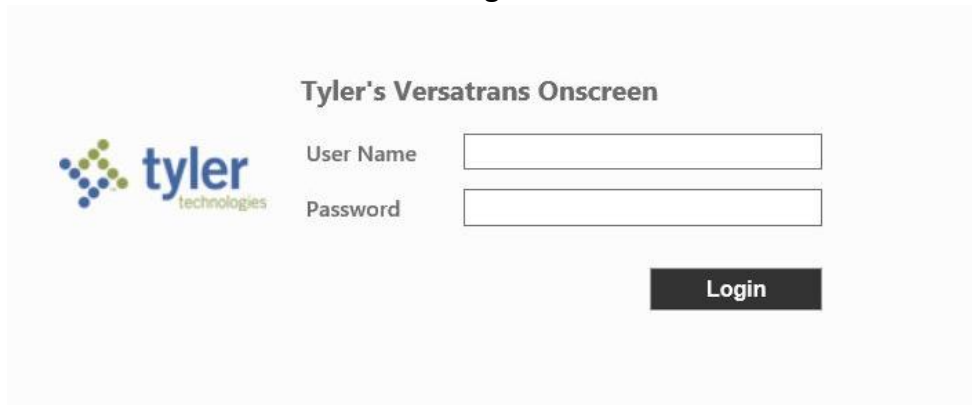 Tyler's Versatrans Onscreen
tyler
technologies
User Name
Password
Login